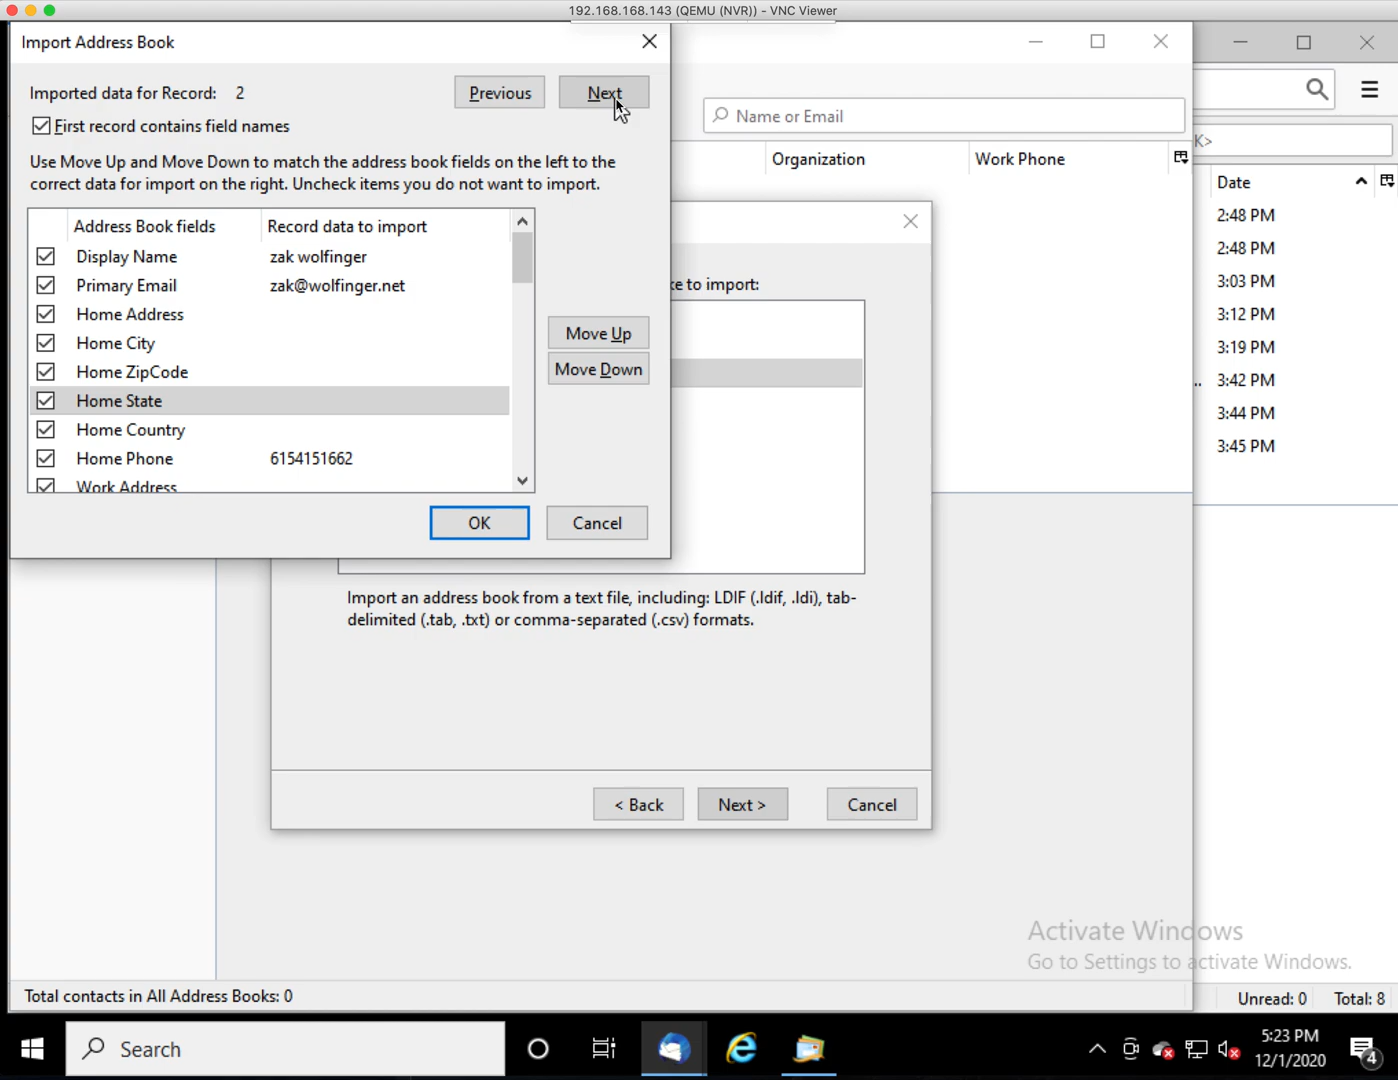 192.168.168.143 (QEMU (NVR)) - VNC Viewer
Import Address Book
Imported data for Record: 2
Previous
Next
First record contains field names
Use Move Up and Move Down to match the address book fields on the left to the
correct data for import on the right. Uncheck items you do not want to import.
Address Book fields
Record data to import
Display Name
zak wolfinger
Primary Email
zak@wolfinger.net
Home Address
Home City
Home ZipCode
Home State
Home Country
Home Phone
6154151662
Work Address
Move Up
Move Down
OK
Cancel
Name or Email
Organization
Work Phone
K>
Date
2:48 PM
2:48 PM
3:03 PM
3:12 PM
3:19 PM
.. 3:42 PM
3:44 PM
3:45 PM
ke to import:
Import an address book from a text file, including: LDIF (.ldif, .ldi), tab-
delimited (.tab, .txt) or comma-separated (.csv) formats.
< Back
Next >
Cancel
Activate Windows
Go to Settings to activate Windows.
Total contacts in All Address Books: 0
Unread: 0
Total: 8
Search
5:23 PM
12/1/2020
4